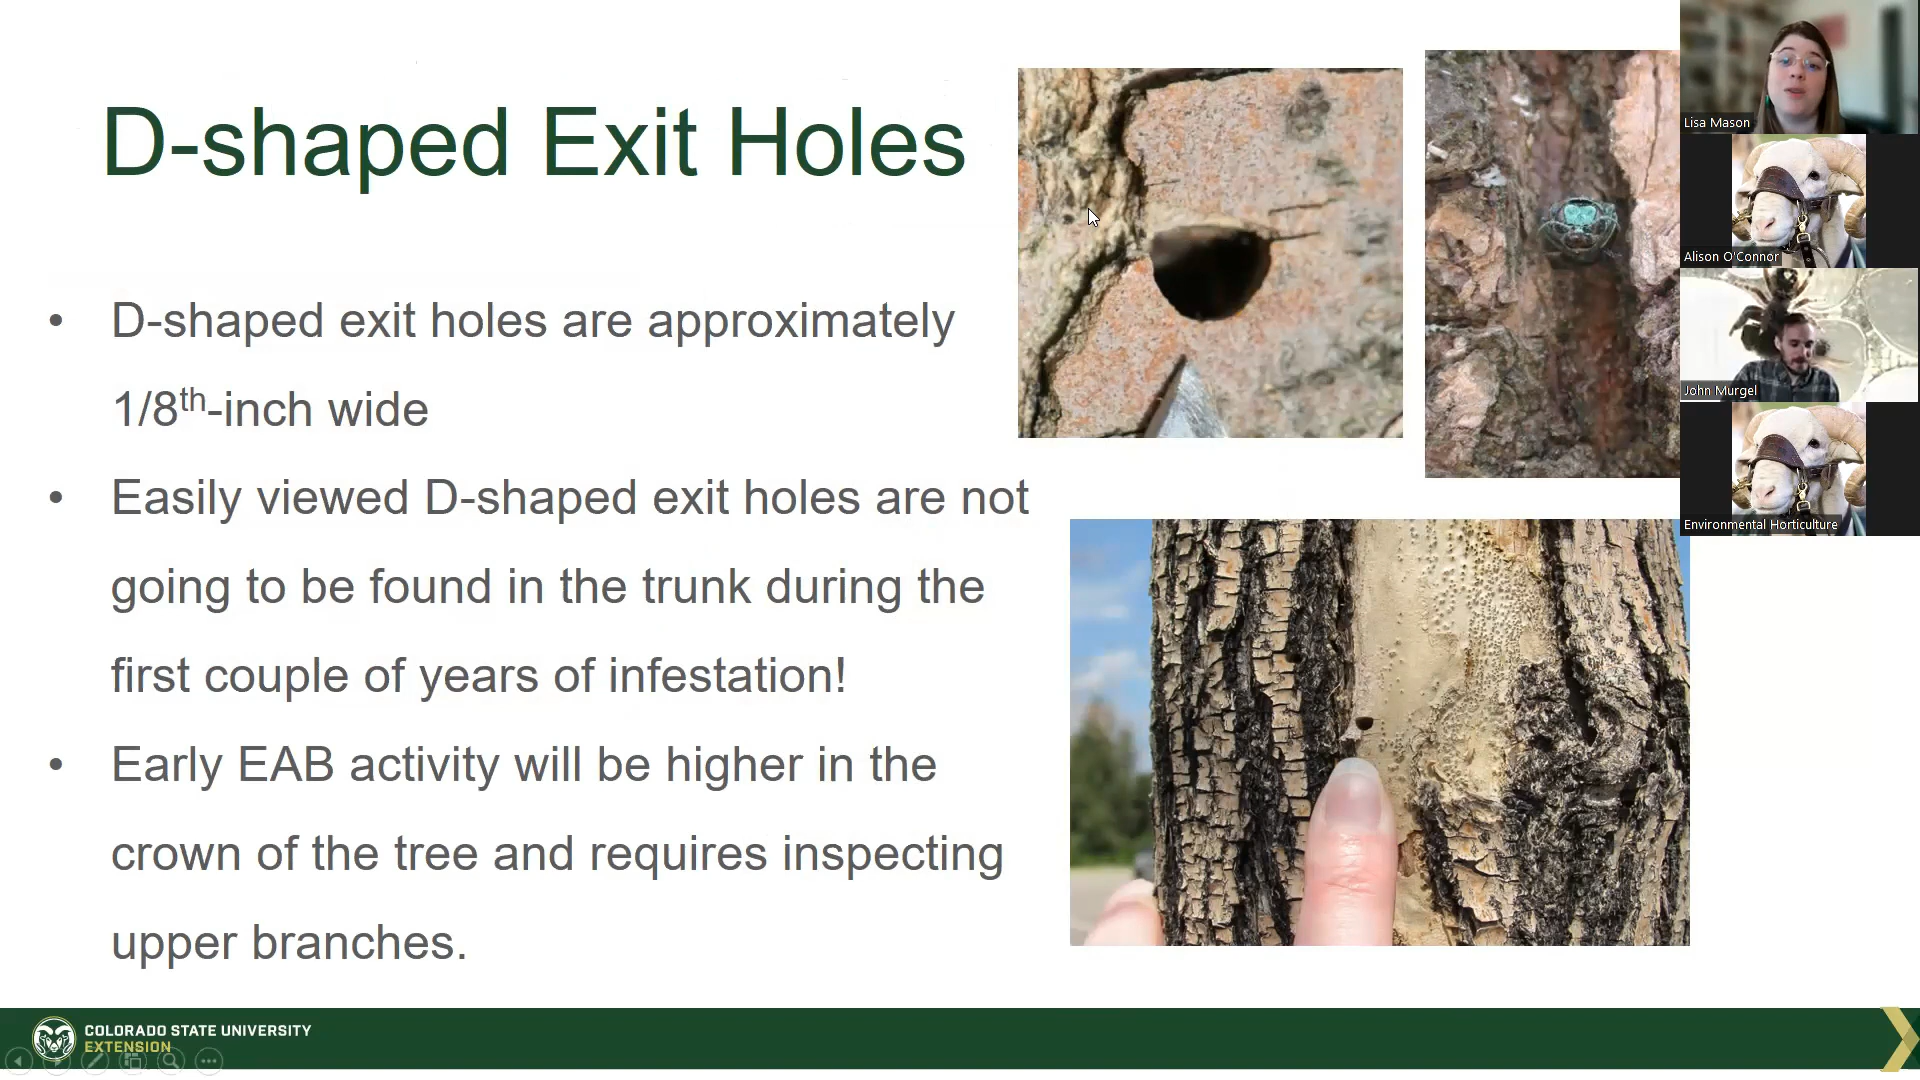 D-shaped Exit Holes
• D-shaped exit holes are approximately
1/8th-inch wide
• Easily viewed D-shaped exit holes are not
going to be found in the trunk during the
first couple of years of infestation!
• Early EAB activity will be higher in the
crown of the tree and requires inspecting
upper branches.
Lisa Mason
Alison O'Connor
John Murgel
Environmental Horticulture
COLORADO STATE UNIVERSITY
EXTENSION